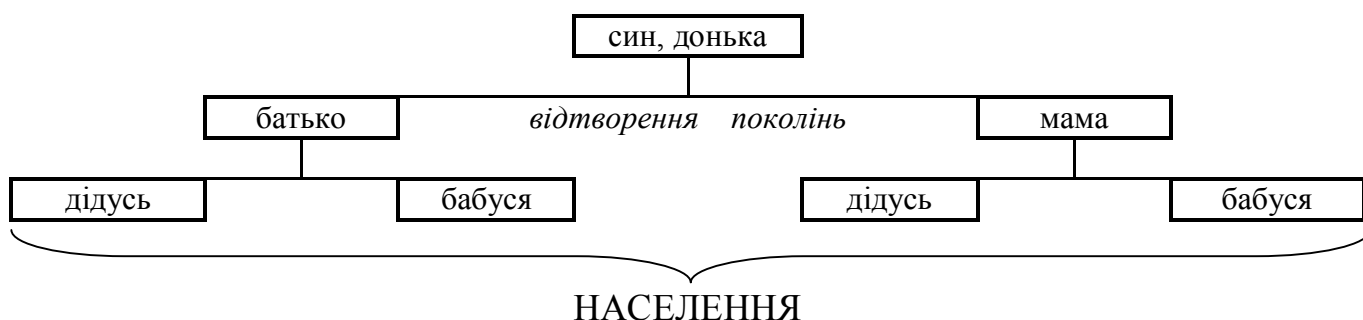 син, донька
батько відтворення поколінь мама
дідусь бабуся дідусь бабуся
НАСЕЛЕННЯ